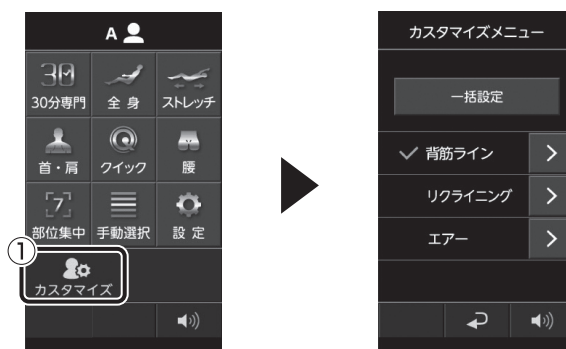 A
30
30分専門
全身
ストレッチ
首・肩
クイック
腰
7
部位集中
手動選択
設定
①
カスタマイズ
カスタマイズメニュー
一括設定
背筋ライン
リクライニング
エアー